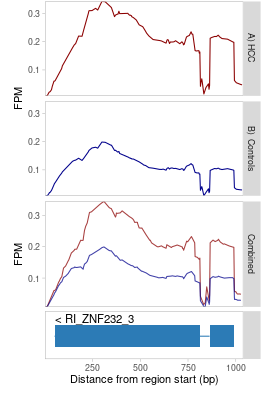 0.3
0.2
0.1
FPM
A) HCC
0.3
0.2
0.1
B) Controls
0.3
0.2
0.1
FPM
Combined
< RI_ZNF232_3
250 500 750 1000
Distance from region start (bp)